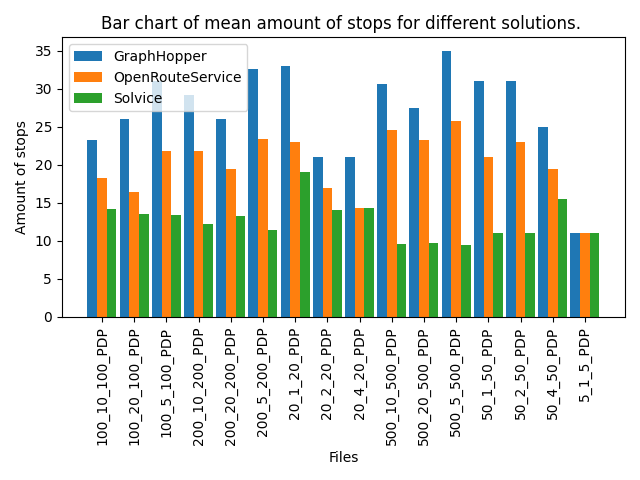 Bar chart of mean amount of stops for different solutions.
GraphHopper
OpenRouteService
Solvice
Amount of stops
35
30
25
20
15
10
5
0
100_10_100_PDP
100_20_100_PDP
100_5_100_PDP
200_10_200_PDP
200_20_200_PDP
200_5_200_PDP
20_1_20_PDP
20_2_20_PDP
20_4_20_PDP
500_10_500_PDP
500_20_500_PDP
500_5_500_PDP
50_1_50_PDP
50_2_50_PDP
50_4_50_PDP
5_1_5_PDP
Files